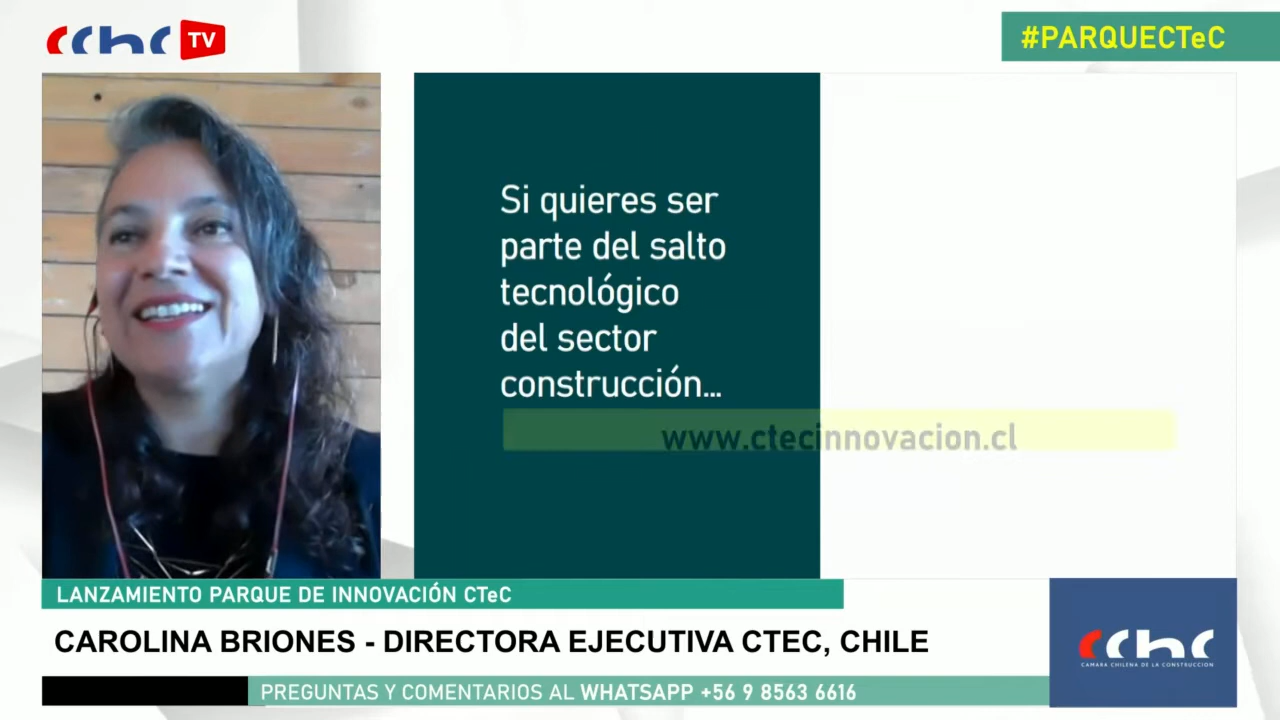 cchc TV
#PARQUECTeC
Si quieres ser
parte del salto
tecnológico
del sector
construcción...
www.ctecinnovacion.cl
LANZAMIENTO PARQUE DE INNOVACIÓN CTeC
CAROLINA BRIONES - DIRECTORA EJECUTIVA CTEC, CHILE
cchc
CAMARA CHILENA DE LA CONSTRUCCION
PREGUNTAS Y COMENTARIOS AL WHATSAPP +56 9 8563 6616